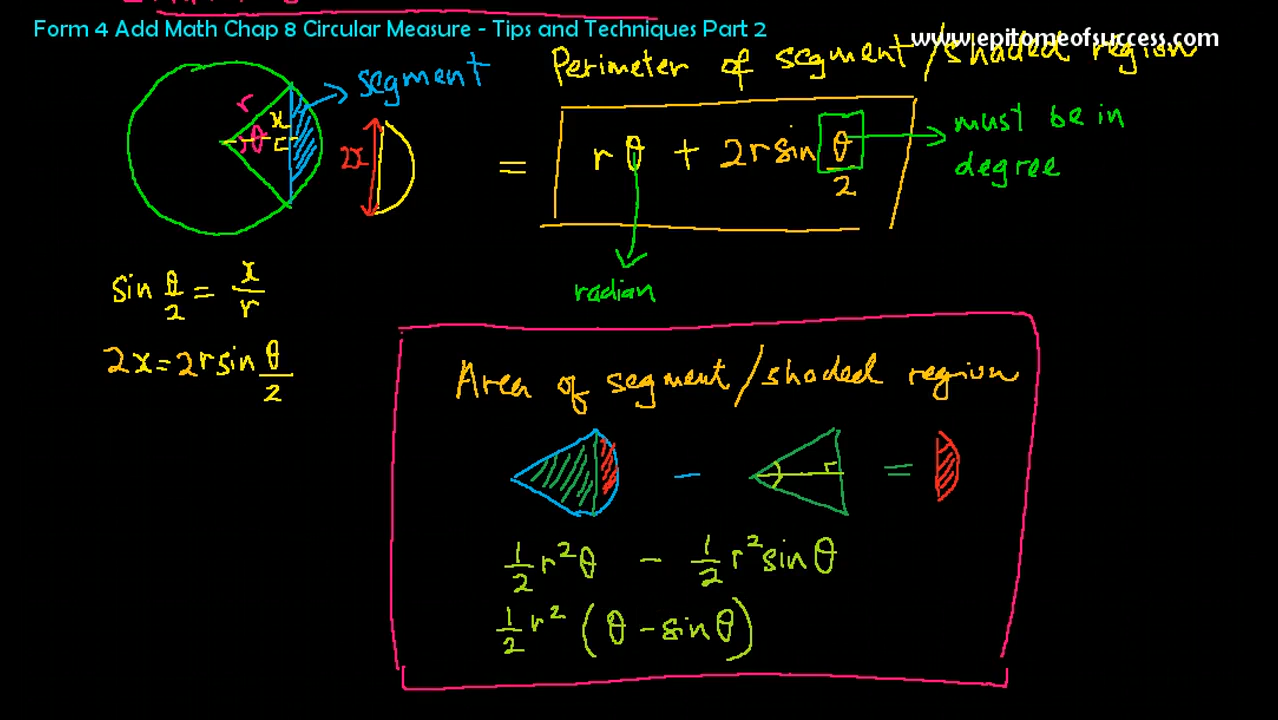 Form 4 Add Math Chap 8 Circular Measure - Tips and Techniques Part 2
www.epitomeofsuccess.com
Perimeter of segment/shaded region
segment
r
x
θ
2x
= rθ + 2r sin θ/2
must be in
degree
radian
sin θ/2 = x/r
2x = 2r sin θ/2
Area of segment/shaded region
- =
1/2 r²θ - 1/2 r² sin θ
1/2 r² (θ - sin θ)